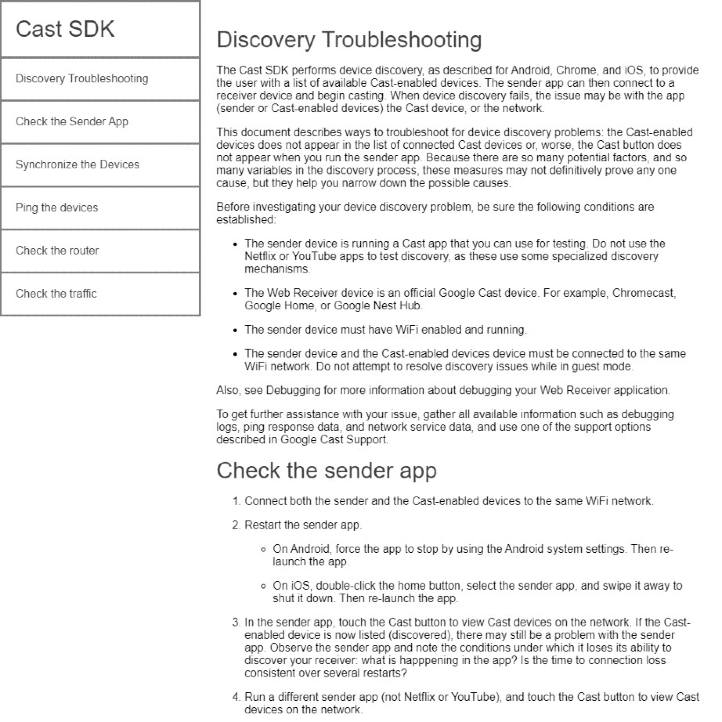 Cast SDK
Discovery Troubleshooting
Check the Sender App
Synchronize the Devices
Ping the devices
Check the router
Check the traffic
Discovery Troubleshooting
The Cast SDK performs device discovery, as described for Android, Chrome, and iOS, to provide
the user with a list of available Cast-enabled devices. The sender app can then connect to a
receiver device and begin casting. When device discovery fails, the issue may be with the app
(sender or Cast-enabled devices) the Cast device, or the network.
This document describes ways to troubleshoot for device discovery problems: the Cast-enabled
devices does not appear in the list of connected Cast devices or, worse, the Cast button does
not appear when you run the sender app. Because there are so many potential factors, and so
many variables in the discovery process, these measures may not definitively prove any one
cause, but they help you narrow down the possible causes.
Before investigating your device discovery problem, be sure the following conditions are
established:
• The sender device is running a Cast app that you can use for testing. Do not use the
Netflix or YouTube apps to test discovery, as these use some specialized discovery
mechanisms.
• The Web Receiver device is an official Google Cast device. For example, Chromecast,
Google Home, or Google Nest Hub.
• The sender device must have WiFi enabled and running.
• The sender device and the Cast-enabled devices device must be connected to the same
WiFi network. Do not attempt to resolve discovery issues while in guest mode.
Also, see Debugging for more information about debugging your Web Receiver application.
To get further assistance with your issue, gather all available information such as debugging
logs, ping response data, and network service data, and use one of the support options
described in Google Cast Support.
Check the sender app
1. Connect both the sender and the Cast-enabled devices to the same WiFi network.
2. Restart the sender app.
◦ On Android, force the app to stop by using the Android system settings. Then re-
launch the app.
◦ On iOS, double-click the home button, select the sender app, and swipe it away to
shut it down. Then re-launch the app.
3. In the sender app, touch the Cast button to view Cast devices on the network. If the Cast-
enabled device is now listed (discovered), there may still be a problem with the sender
app. Observe the sender app and note the conditions under which it loses its ability to
discover your receiver: what is happpening in the app? Is the time to connection loss
consistent over several restarts?
4. Run a different sender app (not Netflix or YouTube), and touch the Cast button to view Cast
devices on the network.